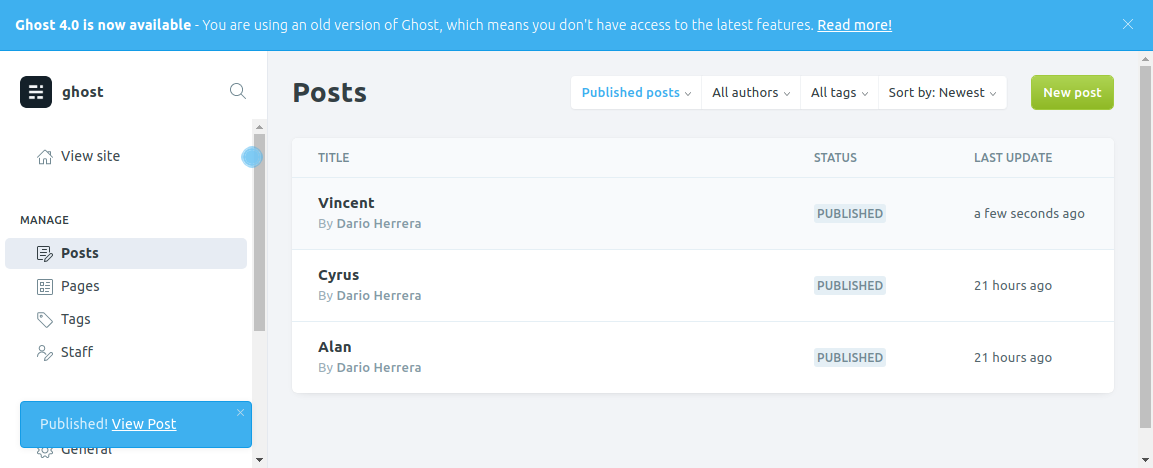 Ghost 4.0 is now available - You are using an old version of Ghost, which means you don't have access to the latest features. Read more!
ghost
View site
MANAGE
Posts
Pages
Tags
Staff
Published! View Post
General
Posts
Published posts
All authors
All tags
Sort by: Newest
New post
TITLE STATUS LAST UPDATE
Vincent
By Dario Herrera
PUBLISHED
a few seconds ago
Cyrus
By Dario Herrera
PUBLISHED
21 hours ago
Alan
By Dario Herrera
PUBLISHED
21 hours ago